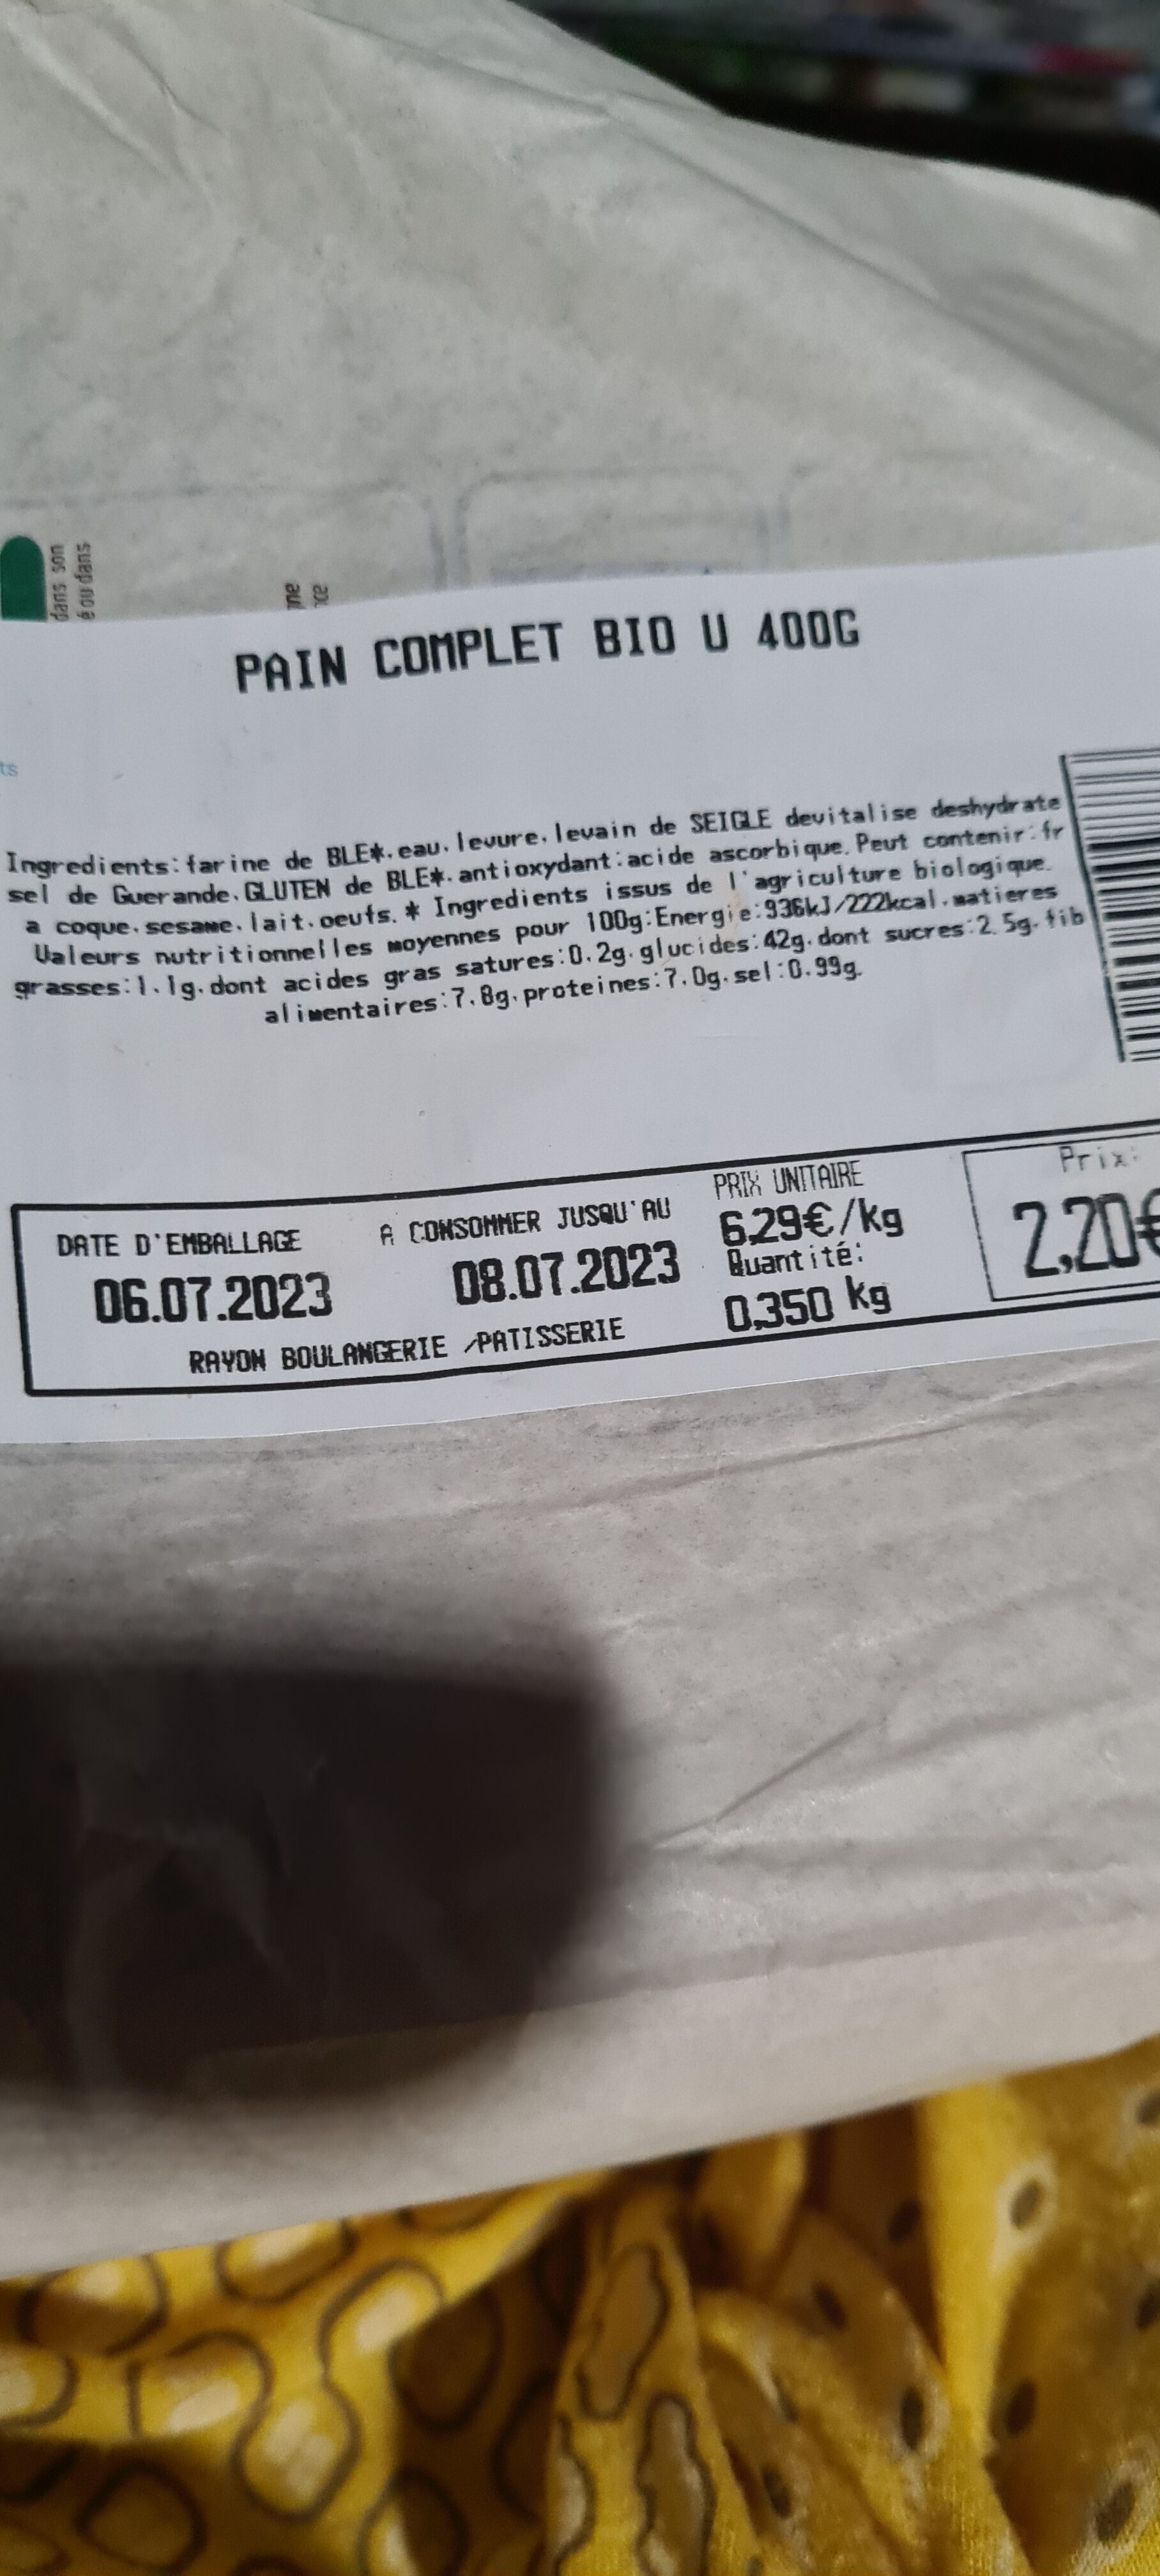 dans son
é ou dans
PAIN COMPLET BIO U 400G
ts
Ingredients:farine de BLE*.eau.levure.levain de SEIGLE devitalise deshydrate
sel de Guerande.GLUTEN de BLE*.antioxydant:acide ascorbique.Peut contenir:fr
a coque.sesame.lait.oeufs.* Ingredients issus de l'agriculture biologique.
Valeurs nutritionnelles moyennes pour 100g:Energie:936kJ/222kcal.matieres
grasses:1.1g.dont acides gras satures:0.2g.glucides:42g.dont sucres:2.5g.fib
alimentaires:7.8g.proteines:7.0g.sel:0.99g.
DATE D'EMBALLAGE
06.07.2023
A CONSOMMER JUSQU'AU
08.07.2023
RAYON BOULANGERIE /PATISSERIE
PRIX UNITAIRE
6,29€/kg
Quantité:
0,350 kg
Prix:
2,20€